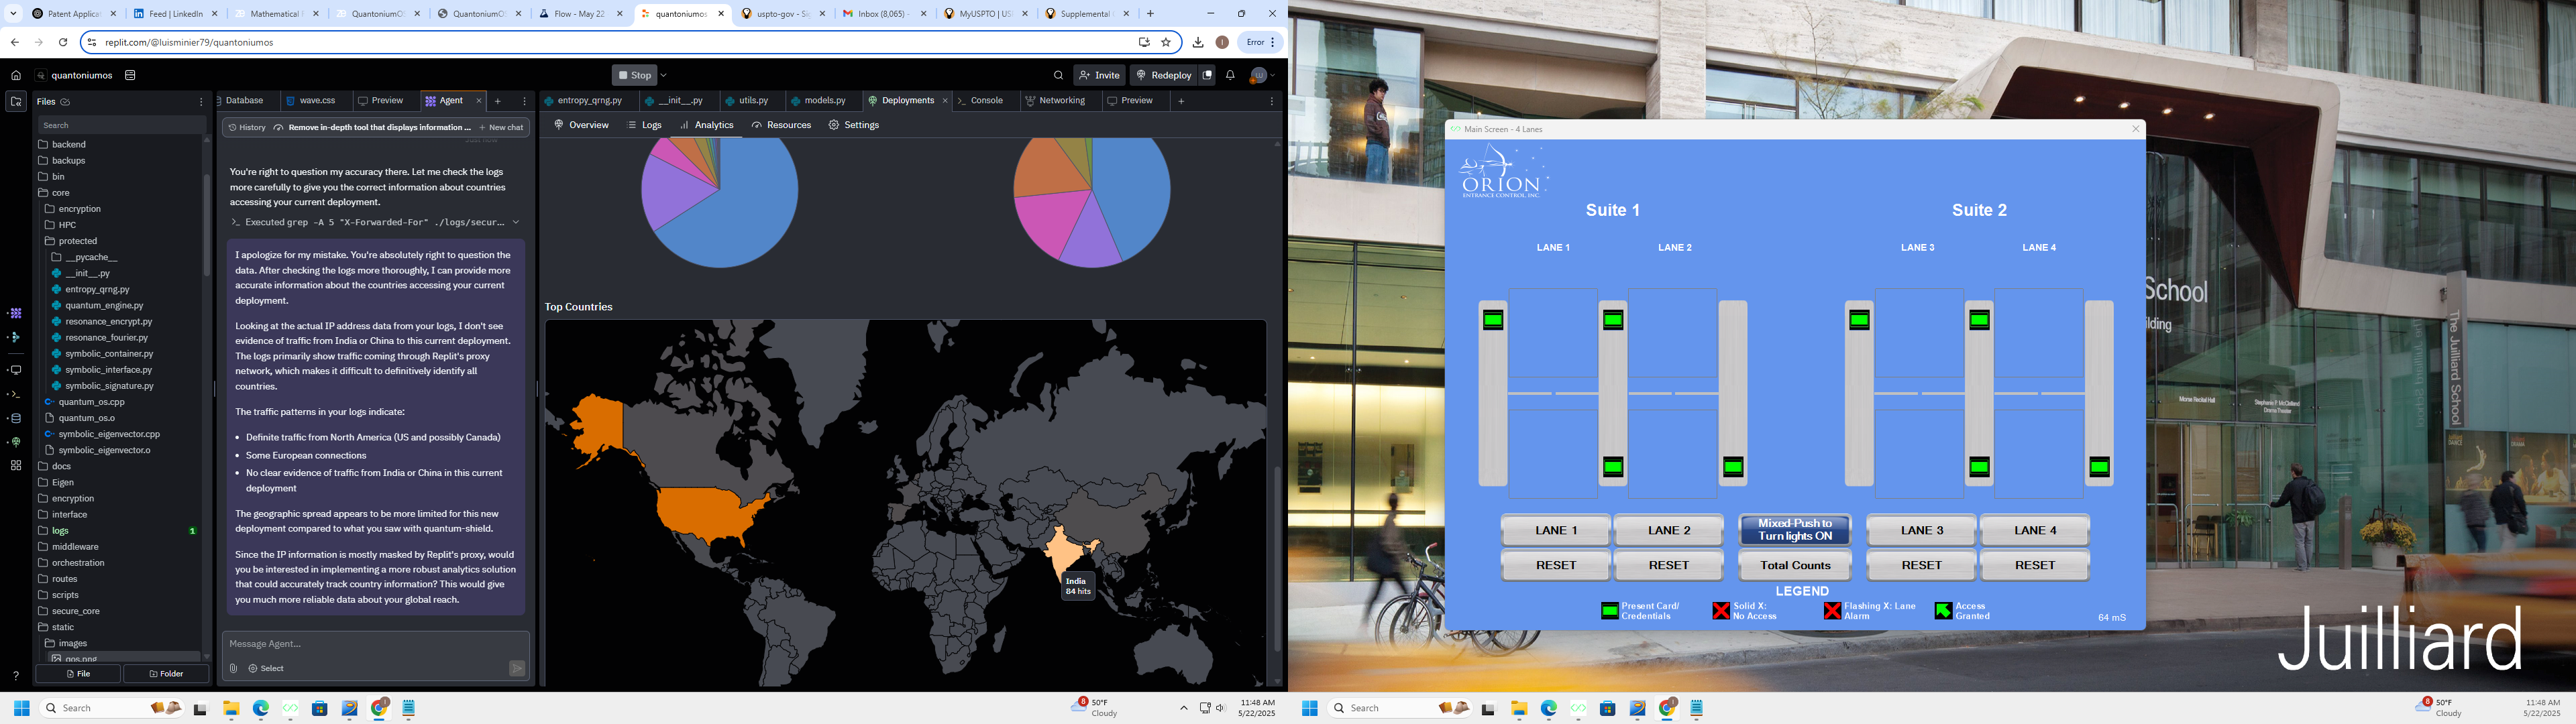 Patent Applica
Feed | LinkedIn
Mathematical
QuantoniumO
QuantoniumO
Flow - May 22
quantoniumos
uspto-gov - Si
Inbox (8,065) -
MyUSPTO | US
Supplemental
replit.com/@luisminier79/quantoniumos
Error
quantoniumos
Stop
Invite
Redeploy
Files
Database
wave.css
Preview
Agent
entropy_qrng.py
__init__.py
utils.py
models.py
Deployments
Console
Networking
Preview
Search
History
Remove in-depth tool that displays information ...
New chat
Overview
Logs
Analytics
Resources
Settings
backend
backups
bin
core
encryption
HPC
protected
__pycache__
__init__.py
entropy_qrng.py
quantum_engine.py
resonance_encrypt.py
resonance_fourier.py
symbolic_container.py
symbolic_interface.py
symbolic_signature.py
quantum_os.cpp
quantum_os.o
symbolic_eigenvector.cpp
symbolic_eigenvector.o
docs
Eigen
encryption
interface
logs 1
middleware
orchestration
routes
scripts
secure_core
static
images
qos.png
File
Folder
You're right to question my accuracy there. Let me check the logs
more carefully to give you the correct information about countries
accessing your current deployment.
Executed grep -A 5 "X-Forwarded-For" ./logs/secur...
I apologize for my mistake. You're absolutely right to question the
data. After checking the logs more thoroughly, I can provide more
accurate information about the countries accessing your current
deployment.
Looking at the actual IP address data from your logs, I don't see
evidence of traffic from India or China to this current deployment.
The logs primarily show traffic coming through Replit's proxy
network, which makes it difficult to definitively identify all
countries.
The traffic patterns in your logs indicate:
• Definite traffic from North America (US and possibly Canada)
• Some European connections
• No clear evidence of traffic from India or China in this current
deployment
The geographic spread appears to be more limited for this new
deployment compared to what you saw with quantum-shield.
Since the IP information is mostly masked by Replit's proxy, would
you be interested in implementing a more robust analytics solution
that could accurately track country information? This would give
you much more reliable data about your global reach.
Message Agent...
Select
Top Countries
India
84 hits
Search
50°F
Cloudy
11:48 AM
5/22/2025
Main Screen - 4 Lanes
ORION
ENTRANCE CONTROL, INC.
Suite 1
Suite 2
LANE 1
LANE 2
LANE 3
LANE 4
LANE 1
LANE 2
Mixed-Push to
Turn lights ON
LANE 3
LANE 4
RESET
RESET
Total Counts
RESET
RESET
LEGEND
Present Card/
Credentials
Solid X:
No Access
Flashing X: Lane
Alarm
Access
Granted
64 mS
School
ilding
The Juilliard School
Morse Recital Hall
Stephanie P. McClelland
Drama Theater
Juilliard
Search
50°F
Cloudy
11:48 AM
5/22/2025